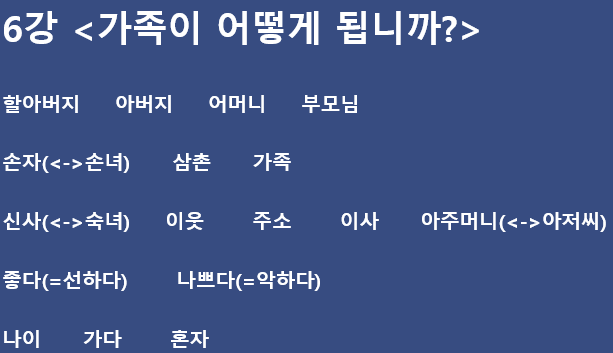 6강 <가족이 어떻게 됩니까?>
할아버지 아버지 어머니 부모님
손자(<->손녀) 삼촌 가족
신사(<->숙녀) 이웃 주소 이사 아주머니(<->아저씨)
좋다(=선하다) 나쁘다(=악하다)
나이 가다 혼자